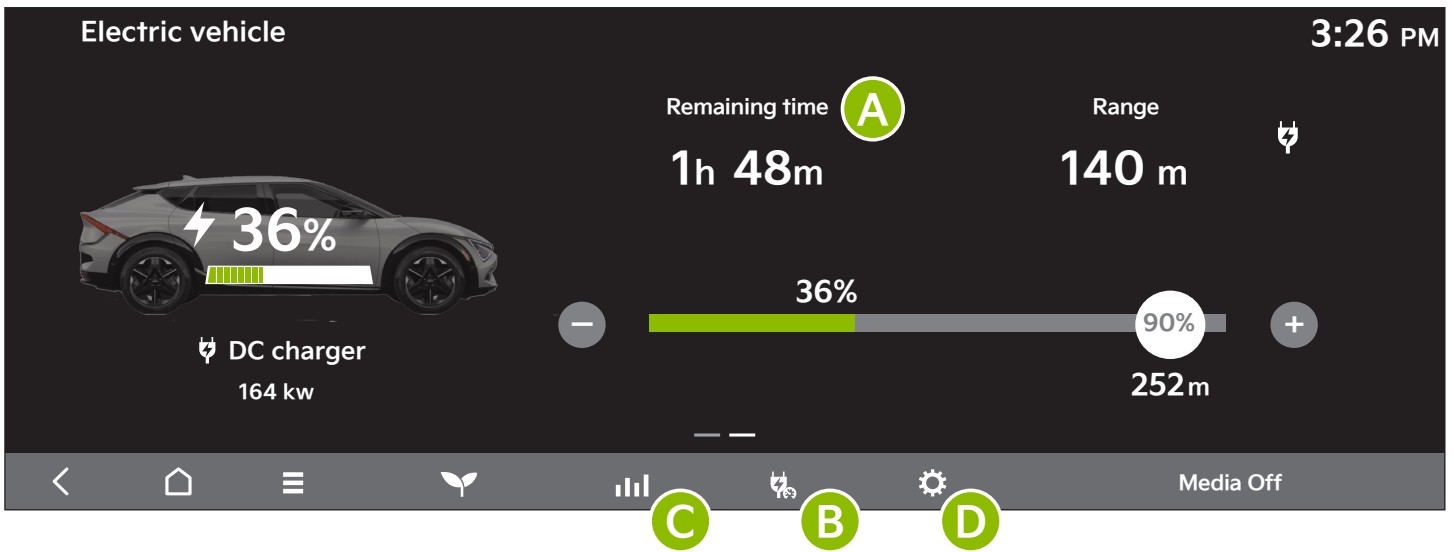 Electric vehicle
3:26 PM
Remaining time
A
Range
1h 48m
140 m
36%
36%
90%
DC charger
164 kw
252m
Media Off
C
B
D